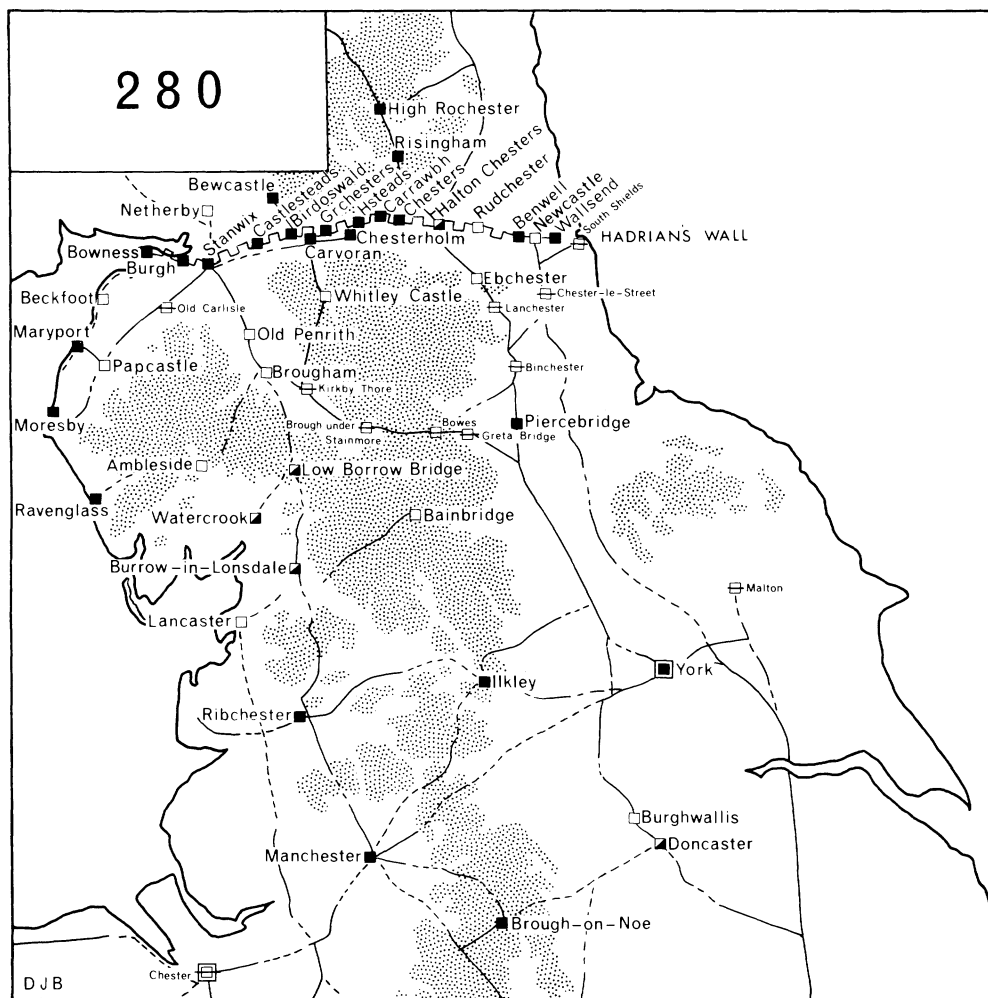 280
High Rochester
Risingham
Bewcastle
Netherby
Stanwix
Castlesteads
Birdoswald
Grchesters
Hsteads
Carrawbh
Chesters
Halton Chesters
Rudchester
Benwell
Newcastle
Wallsend
South Shields
HADRIAN'S WALL
Bowness
Burgh
Carvoran
Chesterholm
Ebchester
Beckfoot
Old Carlisle
Whitley Castle
Lanchester
Chester-le-Street
Maryport
Old Penrith
Papcastle
Brougham
Kirkby Thore
Binchester
Moresby
Brough under
Stainmore
Bowes
Greta Bridge
Piercebridge
Ambleside
Low Borrow Bridge
Ravenglass
Watercrook
Bainbridge
Burrow-in-Lonsdale
Malton
Lancaster
York
Ilkley
Ribchester
Burghwallis
Manchester
Doncaster
Brough-on-Noe
Chester
DJB